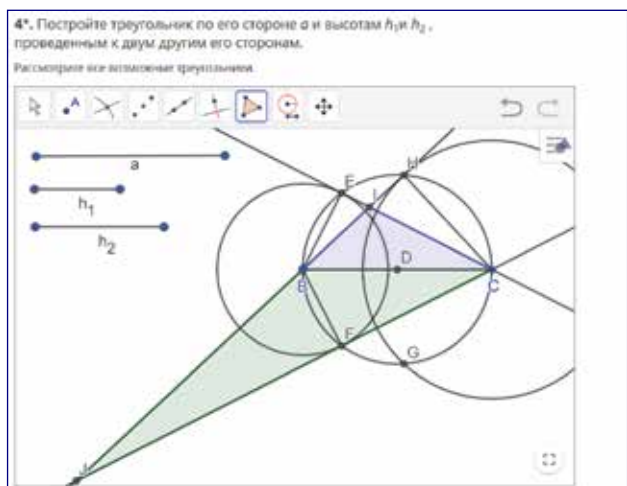 4*. Постройте треугольник по его стороне a и высотам h₁и h₂ ,
проведенным к двум другим его сторонам.
Рассмотрите все возможные треугольники.
A
a
h₁
h₂
E
H
I
D
B
C
F
G
J